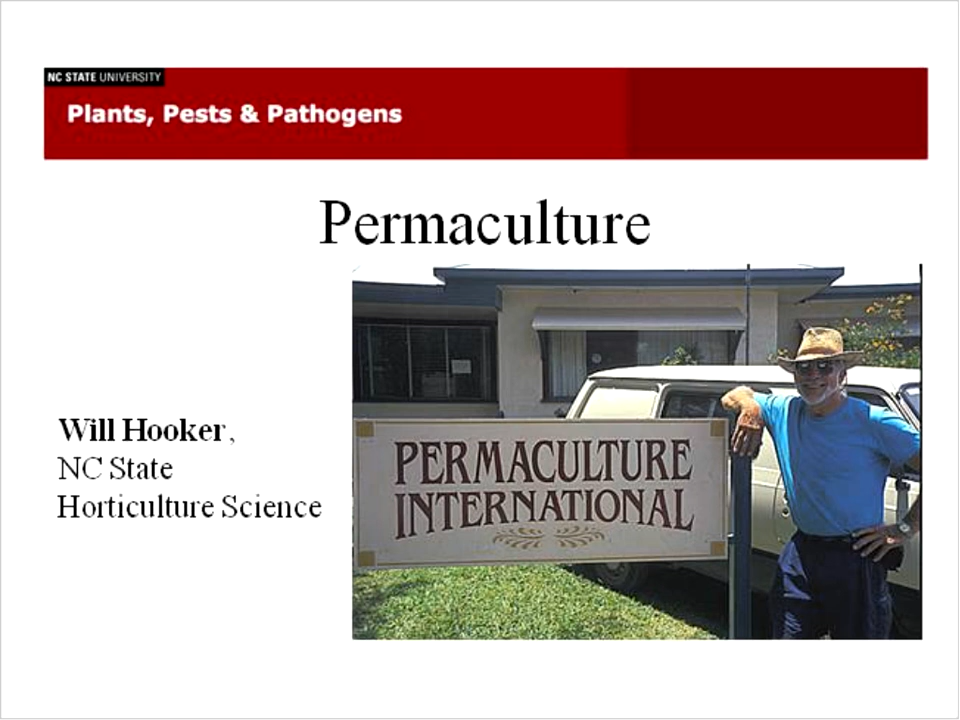 NC STATE UNIVERSITY
Plants, Pests & Pathogens
Permaculture
Will Hooker,
NC State
Horticulture Science
PERMACULTURE
INTERNATIONAL